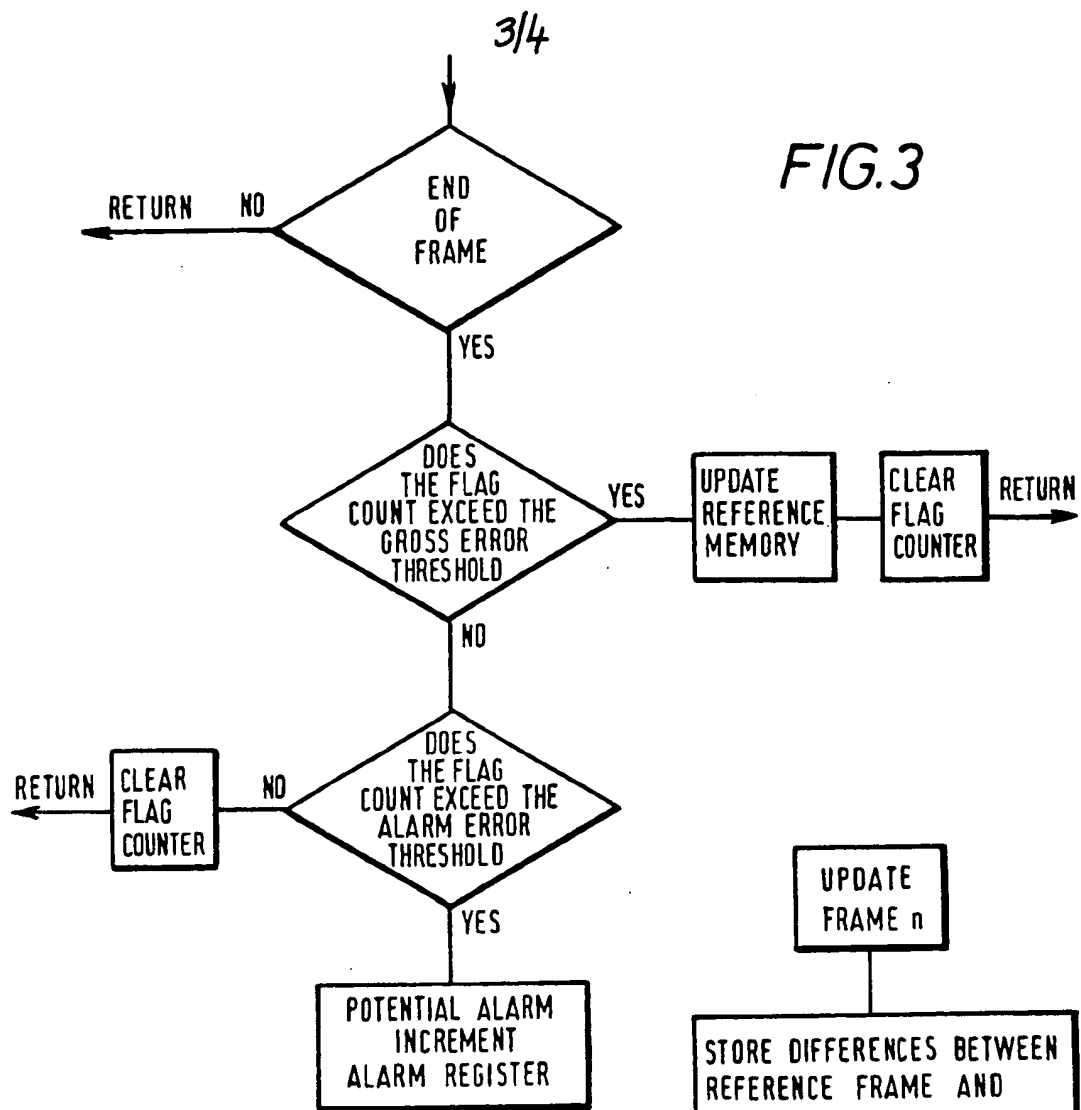 3/4
FIG.3
END
OF
FRAME
RETURN NO
YES
DOES
THE FLAG
COUNT EXCEED THE
GROSS ERROR
THRESHOLD
YES
UPDATE
REFERENCE
MEMORY
CLEAR
FLAG
COUNTER
RETURN
NO
DOES
THE FLAG
COUNT EXCEED THE
ALARM ERROR
THRESHOLD
NO
CLEAR
FLAG
COUNTER
RETURN
YES
POTENTIAL ALARM
INCREMENT
ALARM REGISTER
UPDATE
FRAME n
STORE DIFFERENCES BETWEEN
REFERENCE FRAME AND